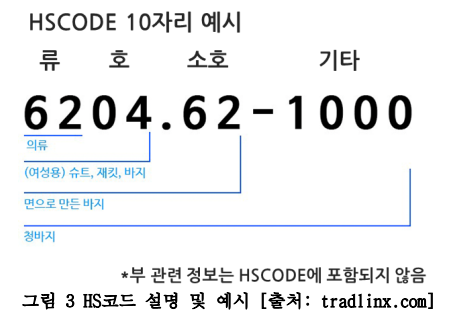 HSCODE 10자리 예시
류 호 소호 기타
6204.62-1000
의류
(여성용) 슈트, 재킷, 바지
면으로 만든 바지
청바지
*부 관련 정보는 HSCODE에 포함되지 않음
그림 3 HS코드 설명 및 예시 [출처: tradlinx.com]